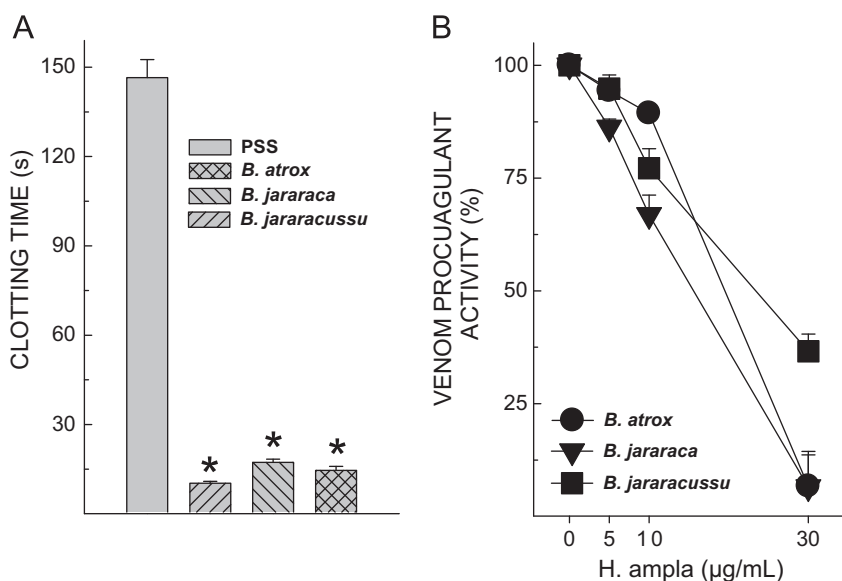 A
CLOTTING TIME (s)
150
120
90
60
30
PSS
B. atrox
B. jararaca
B. jararacussu
*
*
*
B
VENOM PROCUAGULANT
ACTIVITY (%)
100
75
50
25
B. atrox
B. jararaca
B. jararacussu
0
5
10
30
H. ampla (µg/mL)